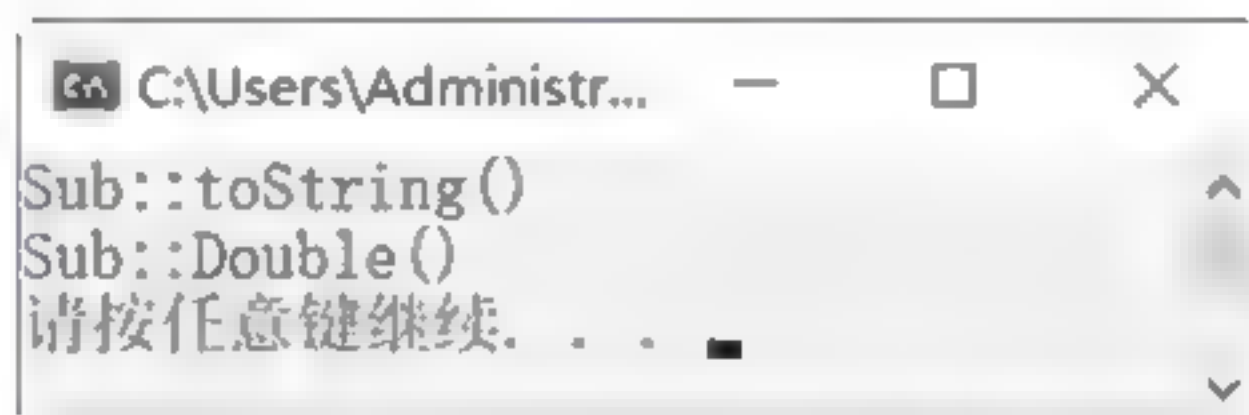 C:\Users\Administr...
Sub::toString()
Sub::Double()
请按任意键继续. . .